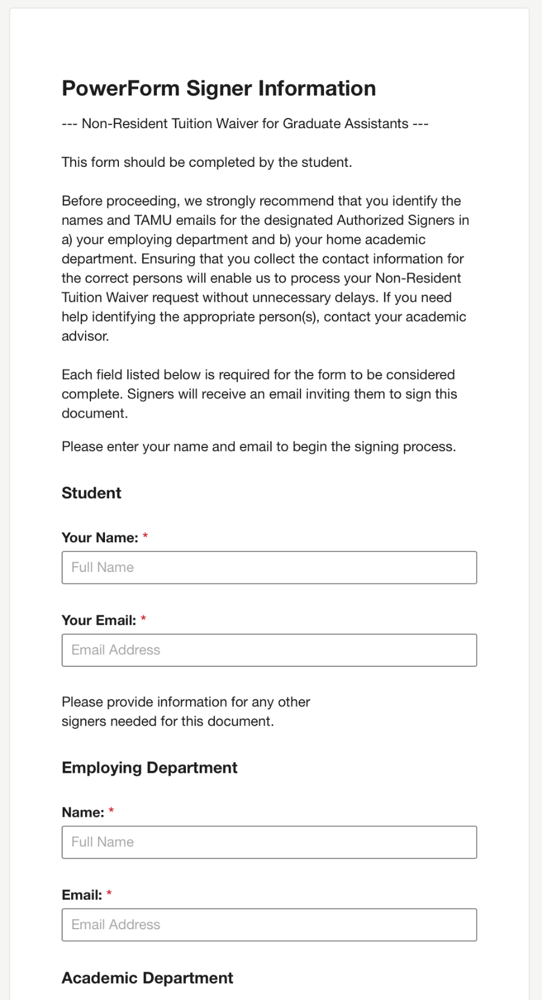 PowerForm Signer Information
--- Non-Resident Tuition Waiver for Graduate Assistants ---
This form should be completed by the student.
Before proceeding, we strongly recommend that you identify the
names and TAMU emails for the designated Authorized Signers in
a) your employing department and b) your home academic
department. Ensuring that you collect the contact information for
the correct persons will enable us to process your Non-Resident
Tuition Waiver request without unnecessary delays. If you need
help identifying the appropriate person(s), contact your academic
advisor.
Each field listed below is required for the form to be considered
complete. Signers will receive an email inviting them to sign this
document.
Please enter your name and email to begin the signing process.
Student
Your Name: *
Full Name
Your Email: *
Email Address
Please provide information for any other
signers needed for this document.
Employing Department
Name: *
Full Name
Email: *
Email Address
Academic Department